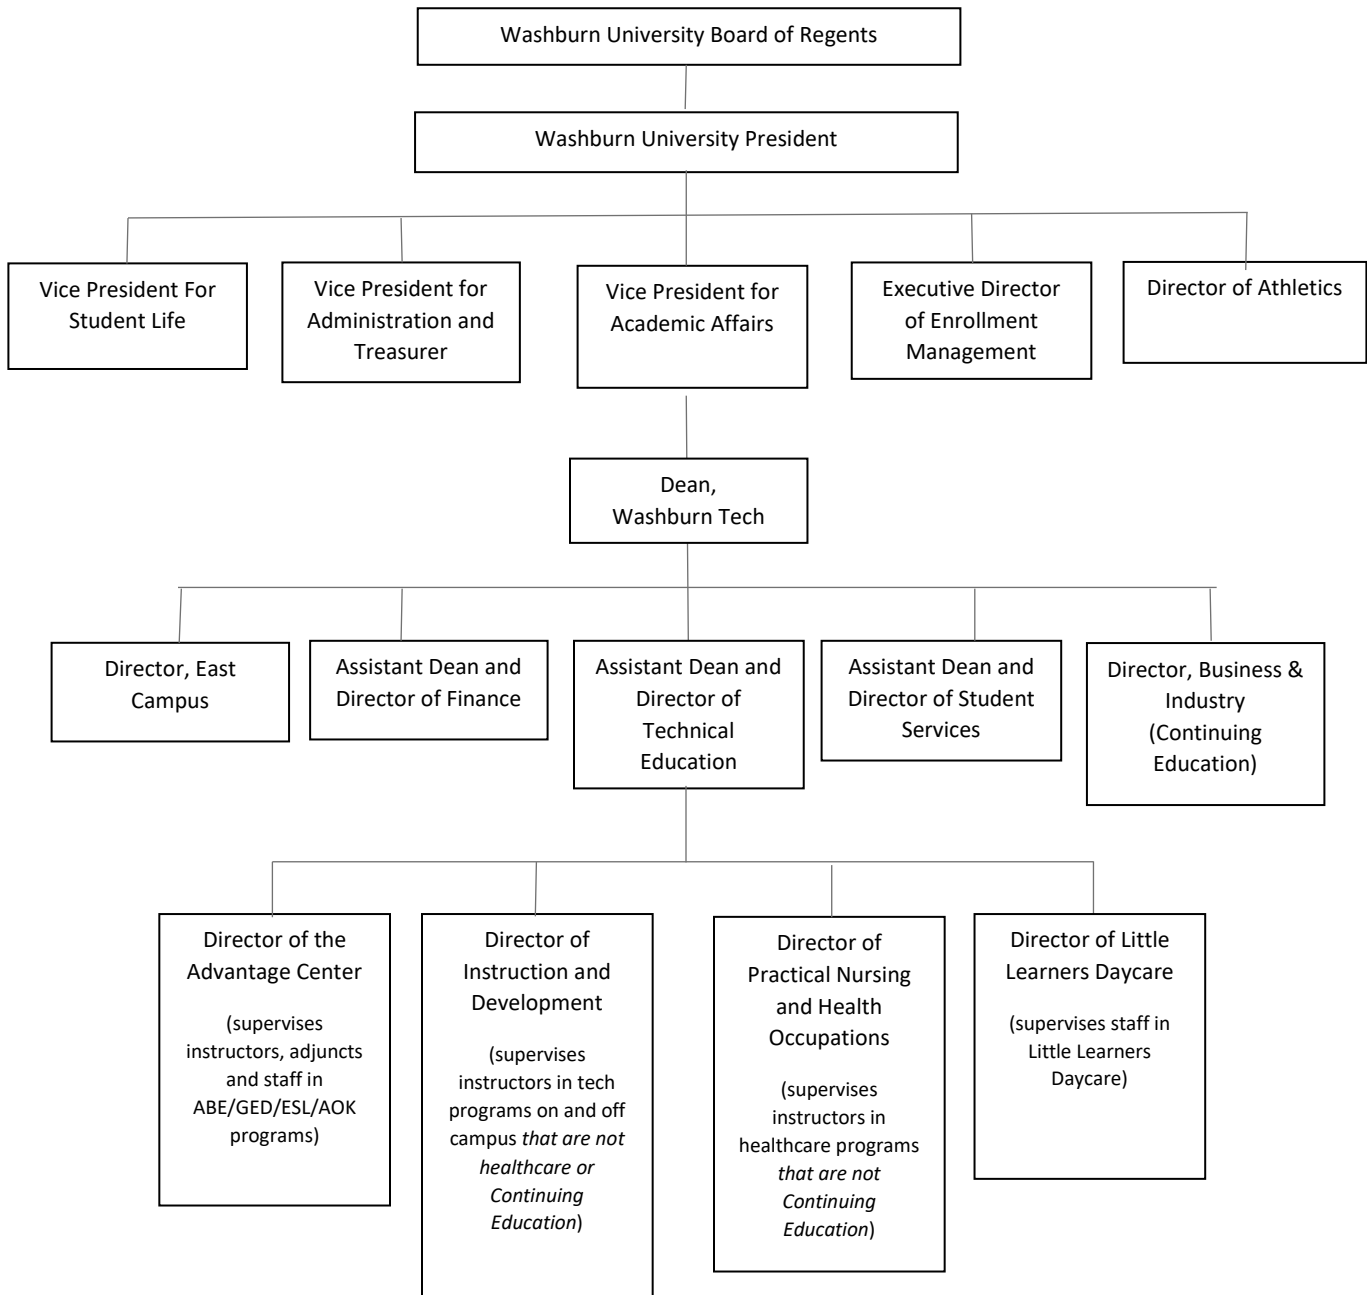 Washburn University Board of Regents
Washburn University President
Vice President For
Student Life
Vice President for
Administration and
Treasurer
Vice President for
Academic Affairs
Executive Director
of Enrollment
Management
Director of Athletics
Dean,
Washburn Tech
Director, East
Campus
Assistant Dean and
Director of Finance
Assistant Dean and
Director of
Technical
Education
Assistant Dean and
Director of Student
Services
Director, Business &
Industry
(Continuing
Education)
Director of the
Advantage Center
(supervises
instructors, adjuncts
and staff in
ABE/GED/ESL/AOK
programs)
Director of
Instruction and
Development
(supervises
instructors in tech
programs on and off
campus that are not
healthcare or
Continuing
Education)
Director of
Practical Nursing
and Health
Occupations
(supervises
instructors in
healthcare programs
that are not
Continuing
Education)
Director of Little
Learners Daycare
(supervises staff in
Little Learners
Daycare)